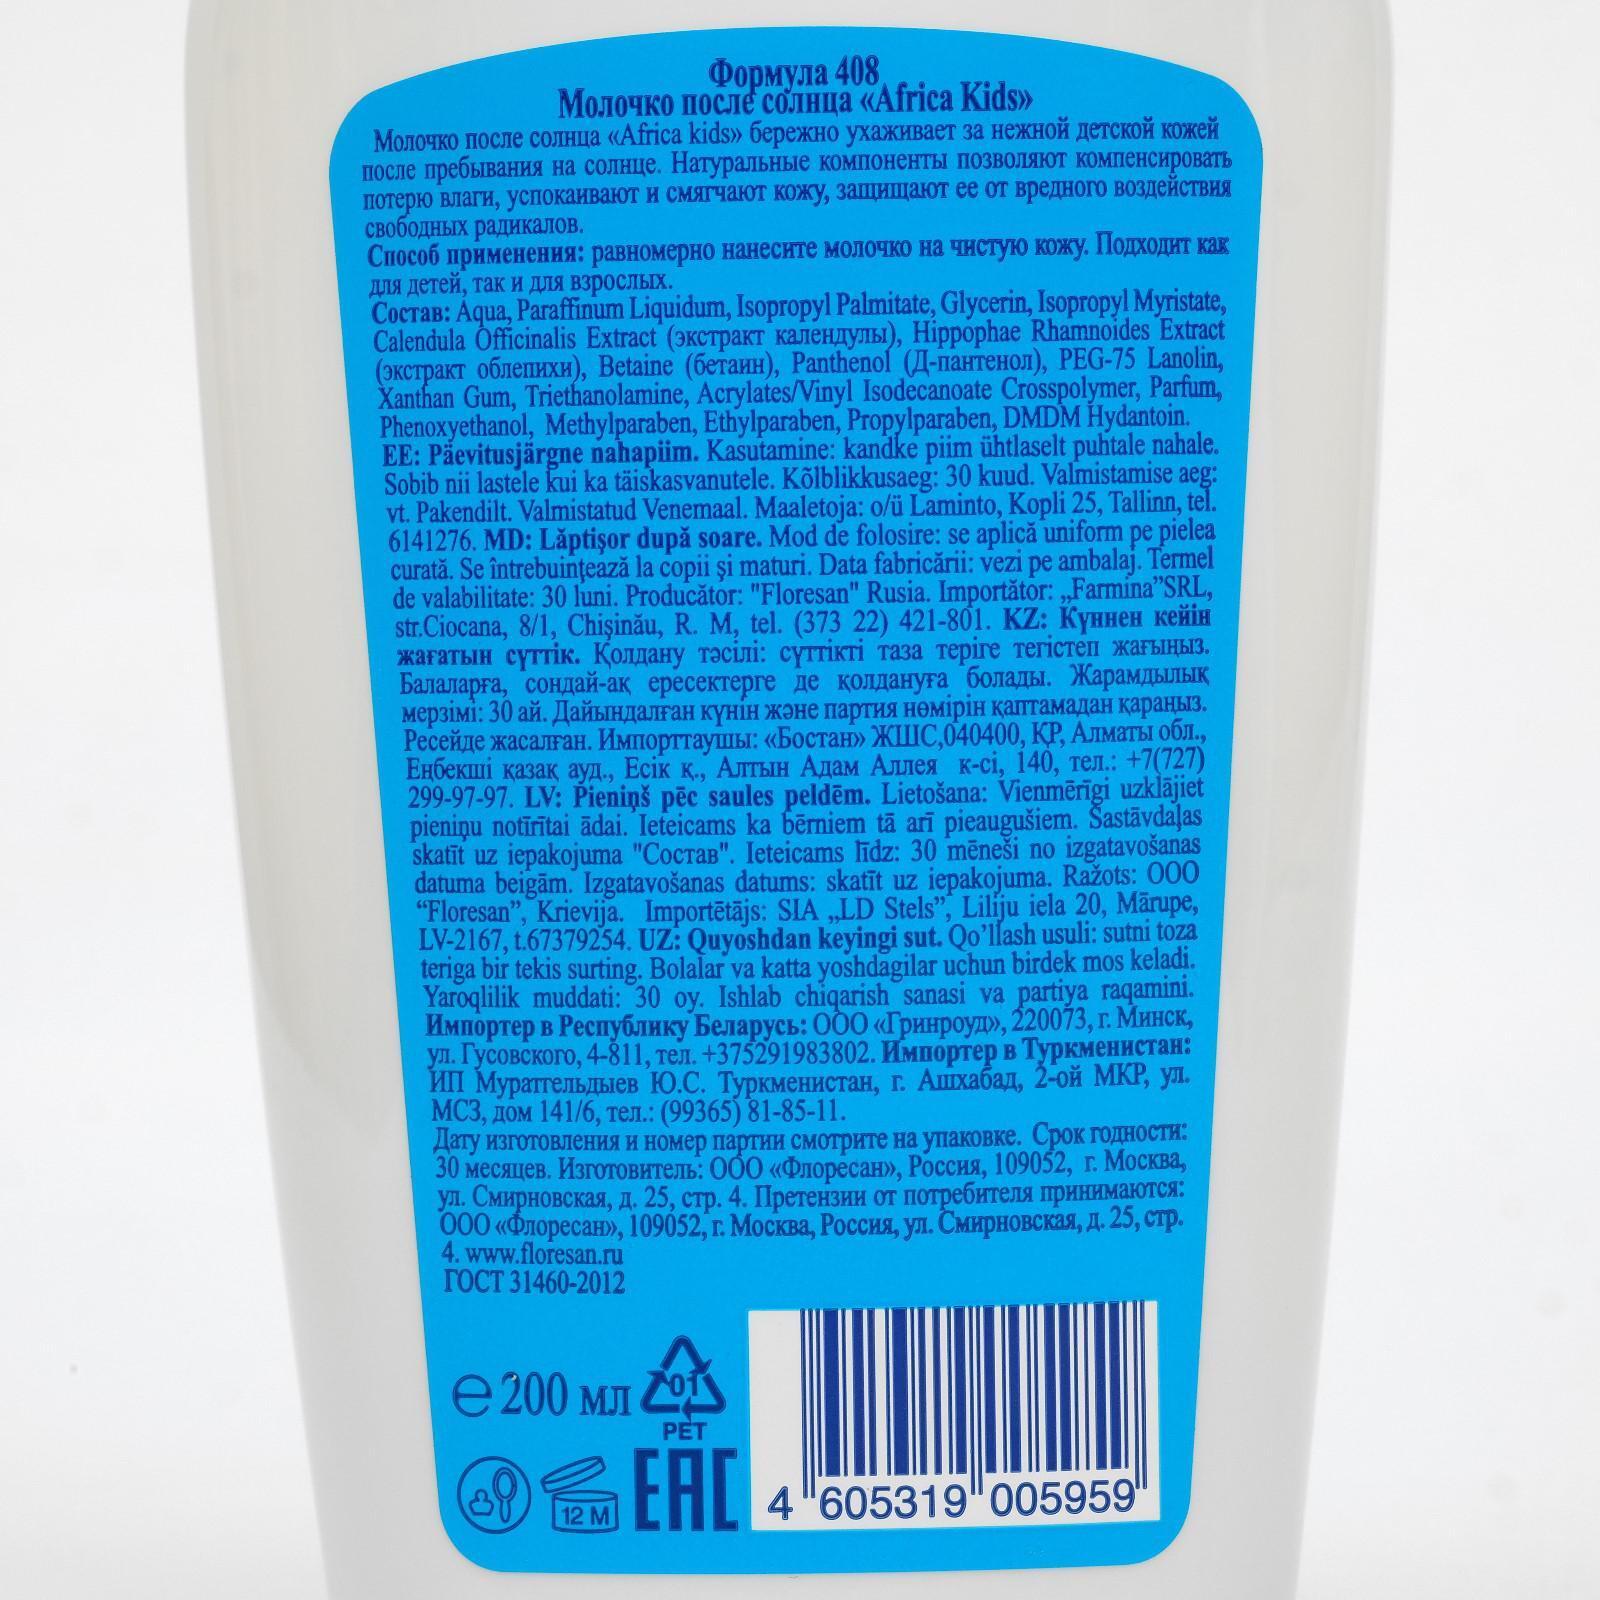 Формула 408
Молочко после солнца «Africa Kids»
Молочко после солнца «Africa kids» бережно ухаживает за нежной детской кожей
после пребывания на солнце. Натуральные компоненты позволяют компенсировать
потерю влаги, успокаивают и смягчают кожу, защищают ее от вредного воздействия
свободных радикалов.
Способ применения: равномерно нанесите молочко на чистую кожу. Подходит как
для детей, так и для взрослых.
Состав: Aqua, Paraffinum Liquidum, Isopropyl Palmitate, Glycerin, Isopropyl Myristate,
Calendula Officinalis Extract (экстракт календулы), Hippophae Rhamnoides Extract
(экстракт облепихи), Betaine (бетаин), Panthenol (Д-пантенол), PEG-75 Lanolin,
Xanthan Gum, Triethanolamine, Acrylates/Vinyl Isodecanoate Crosspolymer, Parfum,
Phenoxyethanol, Methylparaben, Ethylparaben, Propylparaben, DMDM Hydantoin.
EE: Päevitusjärgne nahapiim. Kasutamine: kandke piim ühtlaselt puhtale nahale.
Sobib nii lastele kui ka täiskasvanutele. Kõlblikkusaeg: 30 kuud. Valmistamise aeg:
vt. Pakendilt. Valmistatud Venemaal. Maaletoja: o/ü Laminto, Kopli 25, Tallinn, tel.
6141276. MD: Lăptişor după soare. Mod de folosire: se aplică uniform pe pielea
curată. Se întrebuinţează la copii şi maturi. Data fabricării: vezi pe ambalaj. Termel
de valabilitate: 30 luni. Producător: "Floresan" Rusia. Importător: „Farmina”SRL,
str.Ciocana, 8/1, Chişinău, R. M, tel. (373 22) 421-801. KZ: Күннен кейін
жағатын сүттік. Қолдану тәсілі: сүттікті таза теріге тегістеп жағыңыз.
Балаларға, сондай-ақ ересектерге де қолдануға болады. Жарамдылық
мерзімі: 30 ай. Дайындалған күнін және партия нөмірін қаптамадан қараңыз.
Ресейде жасалған. Импорттаушы: «Бостан» ЖШС,040400, ҚР, Алматы обл.,
Еңбекші қазақ ауд., Есік қ., Алтын Адам Аллея к-сі, 140, тел.: +7(727)
299-97-97. LV: Pieniņš pēc saules peldēm. Lietošana: Vienmērīgi uzklājiet
pieniņu notīrītai ādai. Ieteicams ka bērniem tā arī pieaugušiem. Sastāvdaļas
skatīt uz iepakojuma "Состав". Ieteicams līdz: 30 mēneši no izgatavošanas
datuma beigām. Izgatavošanas datums: skatīt uz iepakojuma. Ražots: OOO
“Floresan”, Krievija. Importētājs: SIA „LD Stels”, Liliju iela 20, Mārupe,
LV-2167, t.67379254. UZ: Quyoshdan keyingi sut. Qo’llash usuli: sutni toza
teriga bir tekis surting. Bolalar va katta yoshdagilar uchun birdek mos keladi.
Yaroqlilik muddati: 30 oy. Ishlab chiqarish sanasi va partiya raqamini.
Импортер в Республику Беларусь: ООО «Гринроуд», 220073, г. Минск,
ул. Гусовского, 4-811, тел. +375291983802. Импортер в Туркменистан:
ИП Мураттельдыев Ю.С. Туркменистан, г. Ашхабад, 2-ой МКР, ул.
МСЗ, дом 141/6, тел.: (99365) 81-85-11.
Дату изготовления и номер партии смотрите на упаковке. Срок годности:
30 месяцев. Изготовитель: ООО «Флоресан», Россия, 109052, г. Москва,
ул. Смирновская, д. 25, стр. 4. Претензии от потребителя принимаются:
ООО «Флоресан», 109052, г. Москва, Россия, ул. Смирновская, д. 25, стр.
4. www.floresan.ru
ГОСТ 31460-2012
℮ 200 мл 01
PET
12 M EAC
4 605319 005959